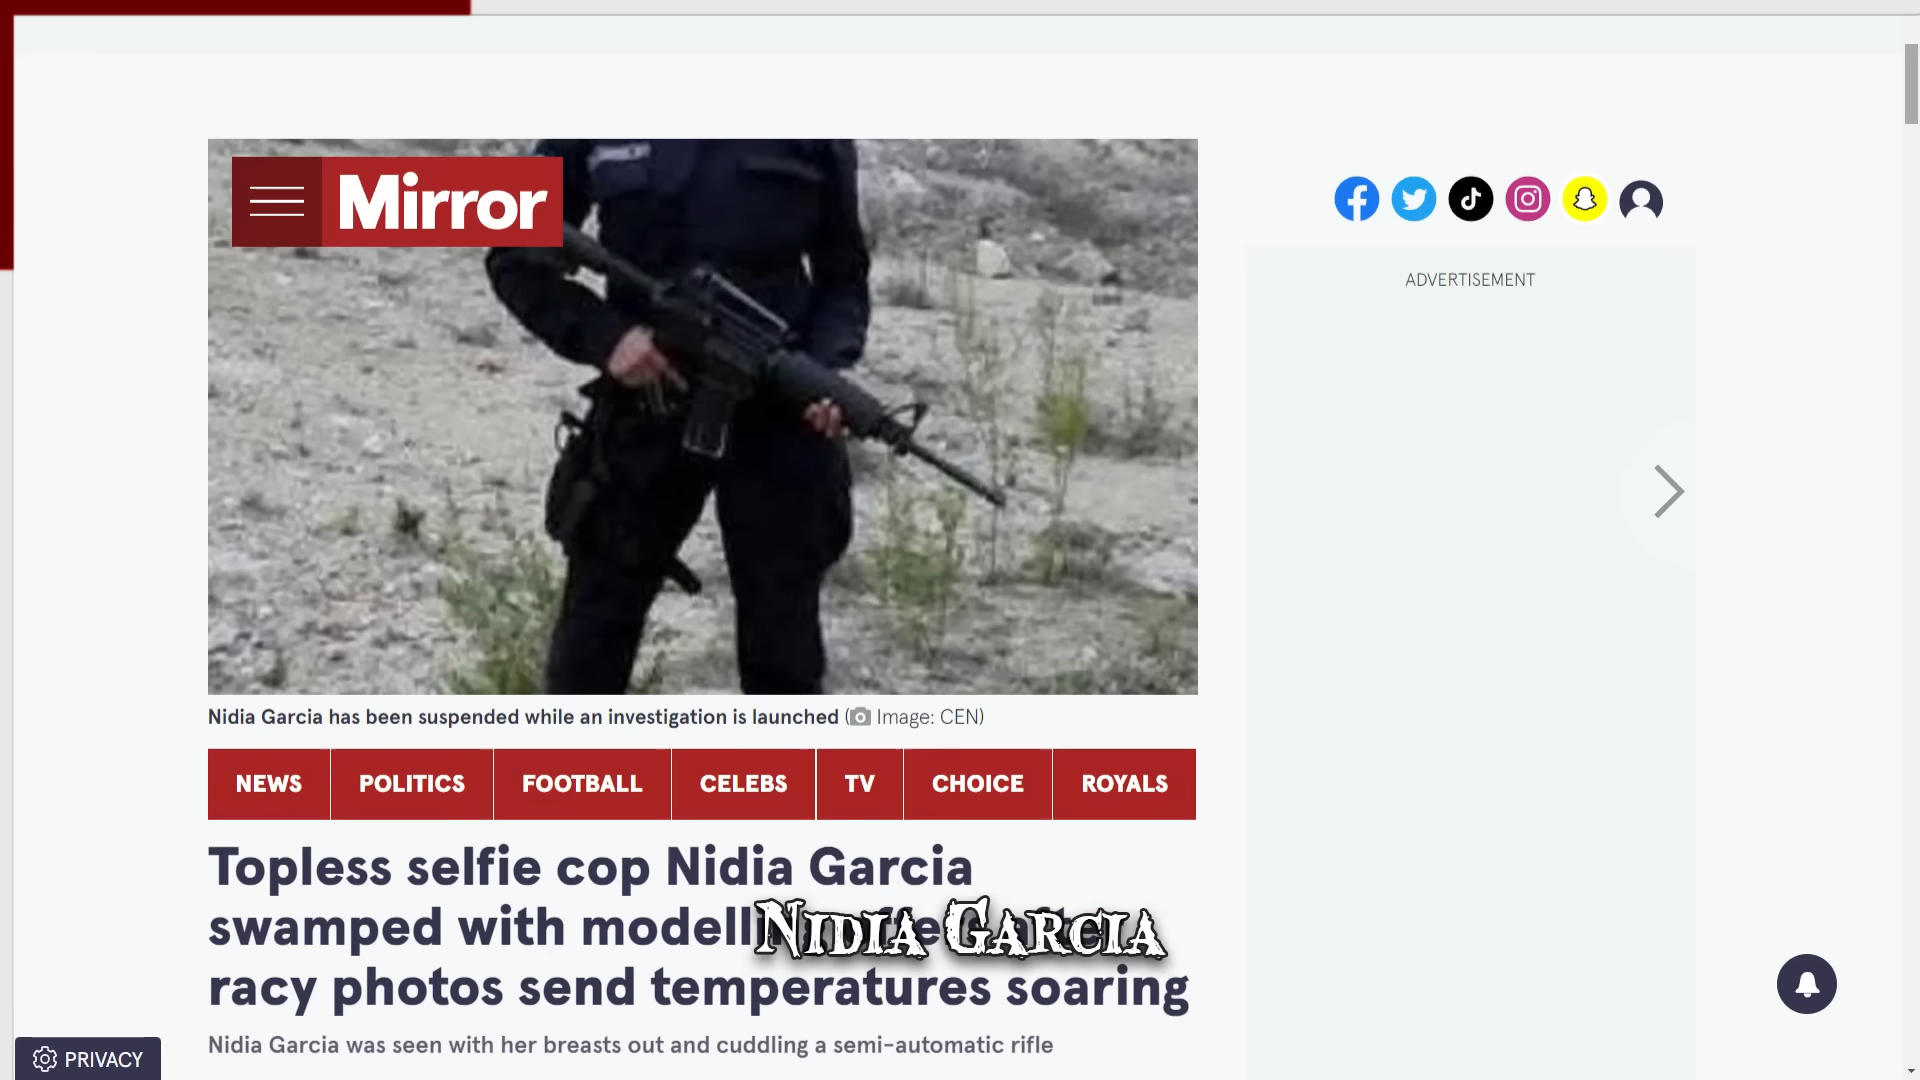 Mirror
ADVERTISEMENT
Nidia Garcia has been suspended while an investigation is launched (Image: CEN)
NEWS POLITICS FOOTBALL CELEBS TV CHOICE ROYALS
Topless selfie cop Nidia Garcia
swamped with
Nidia Garcia
racy photos send temperatures soaring
Nidia Garcia was seen with her breasts out and cuddling a semi-automatic rifle
PRIVACY